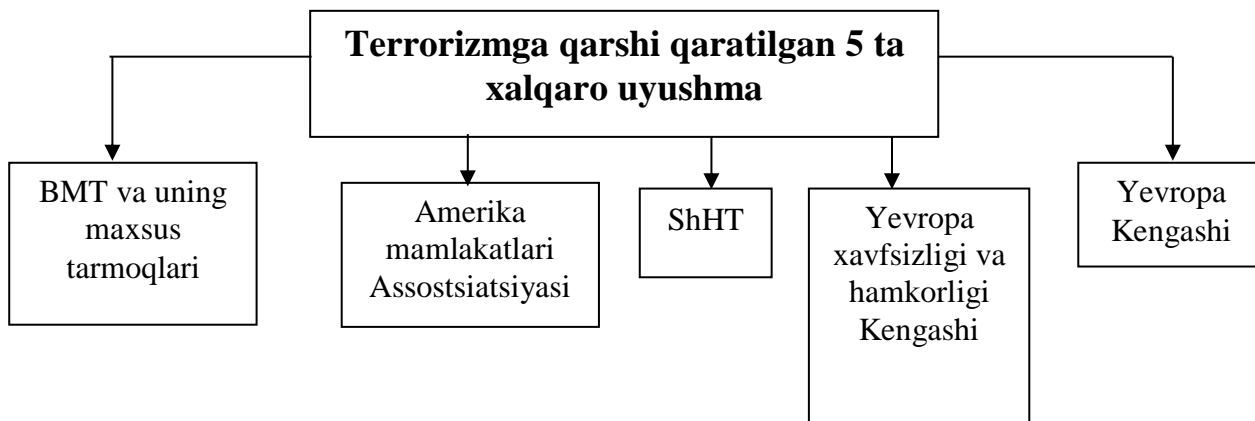 Terrorizmga qarshi qaratilgan 5 ta
xalqaro uyushma
BMT va uning
maxsus
tarmoqlari
Amerika
mamlakatlari
Assostsiatsiyasi
ShHT
Yevropa
xavfsizligi va
hamkorligi
Kengashi
Yevropa
Kengashi